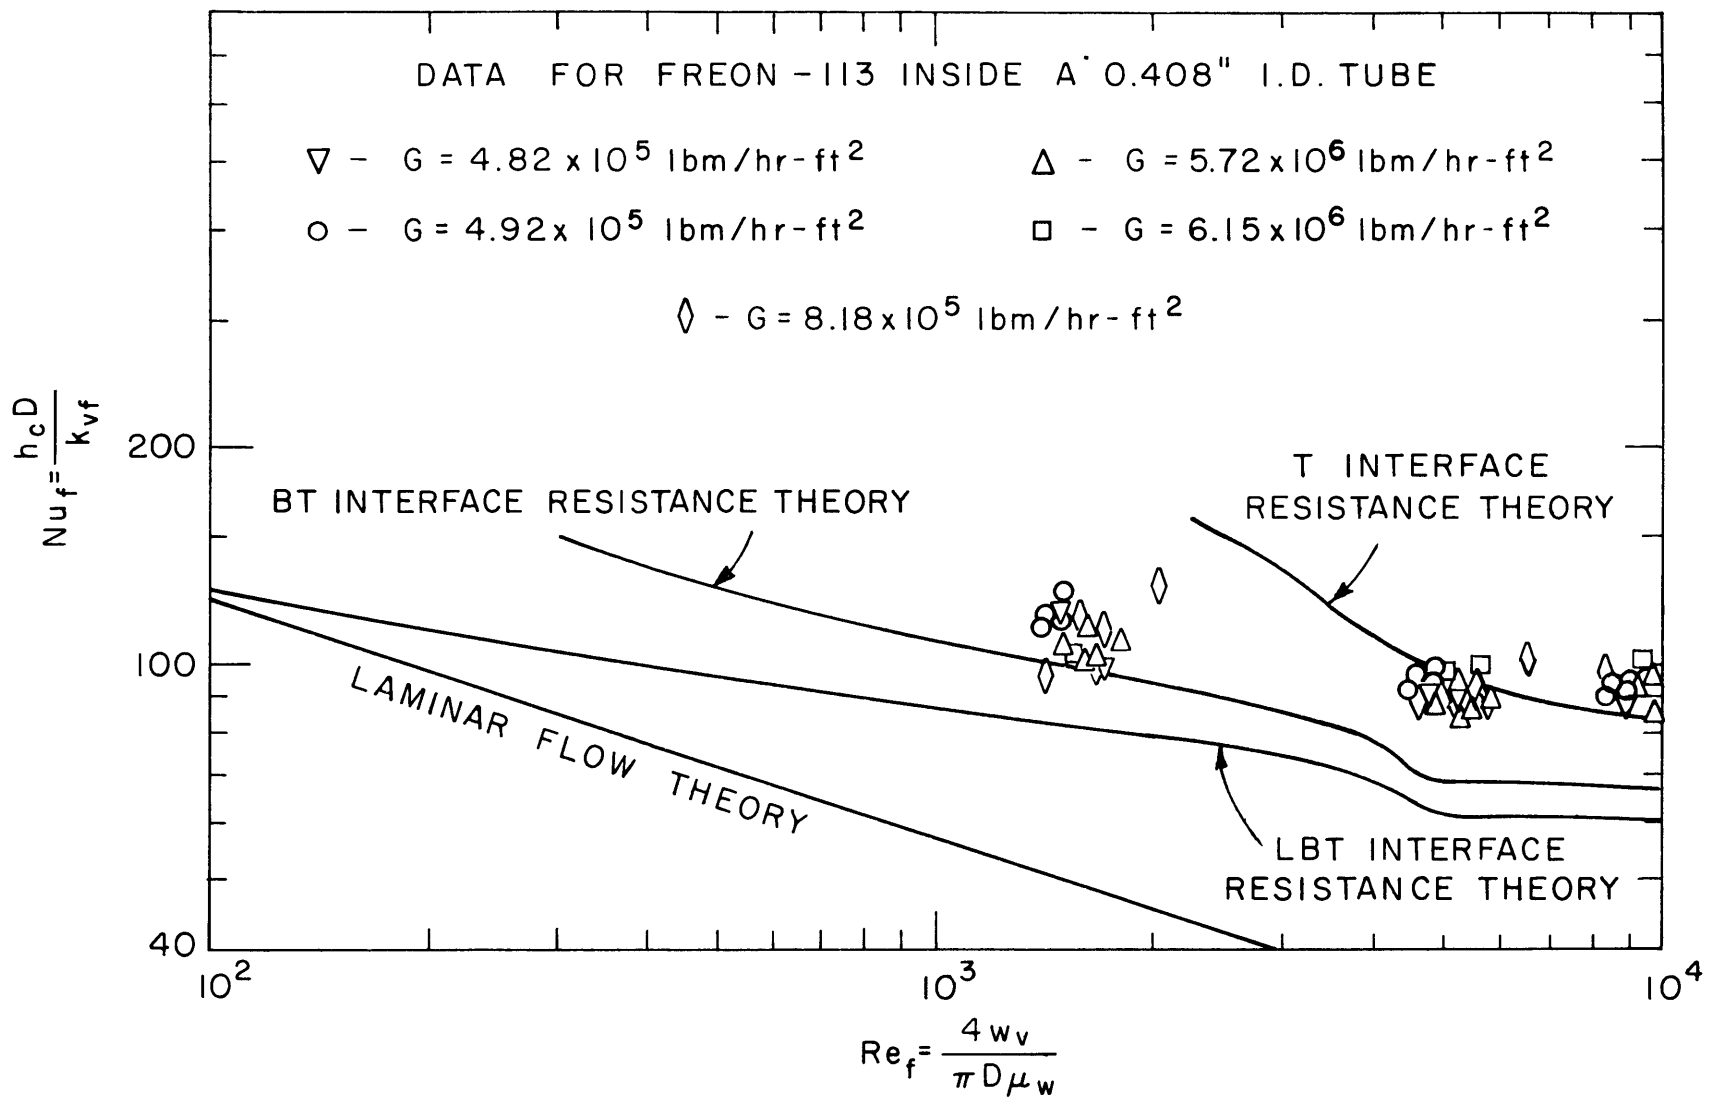 DATA FOR FREON-113 INSIDE A 0.408" I.D. TUBE
▽ - G = 4.82 x 10⁵ lbm/hr-ft²
△ - G = 5.72 x 10⁶ lbm/hr-ft²
○ - G = 4.92 x 10⁵ lbm/hr-ft²
□ - G = 6.15 x 10⁶ lbm/hr-ft²
◊ - G = 8.18 x 10⁵ lbm/hr-ft²
Nu_f = h_c D / k_vf
200
100
40
BT INTERFACE RESISTANCE THEORY
T INTERFACE
RESISTANCE THEORY
LAMINAR FLOW THEORY
LBT INTERFACE
RESISTANCE THEORY
10²
10³
10⁴
Re_f = 4 w_v / π D μ_w